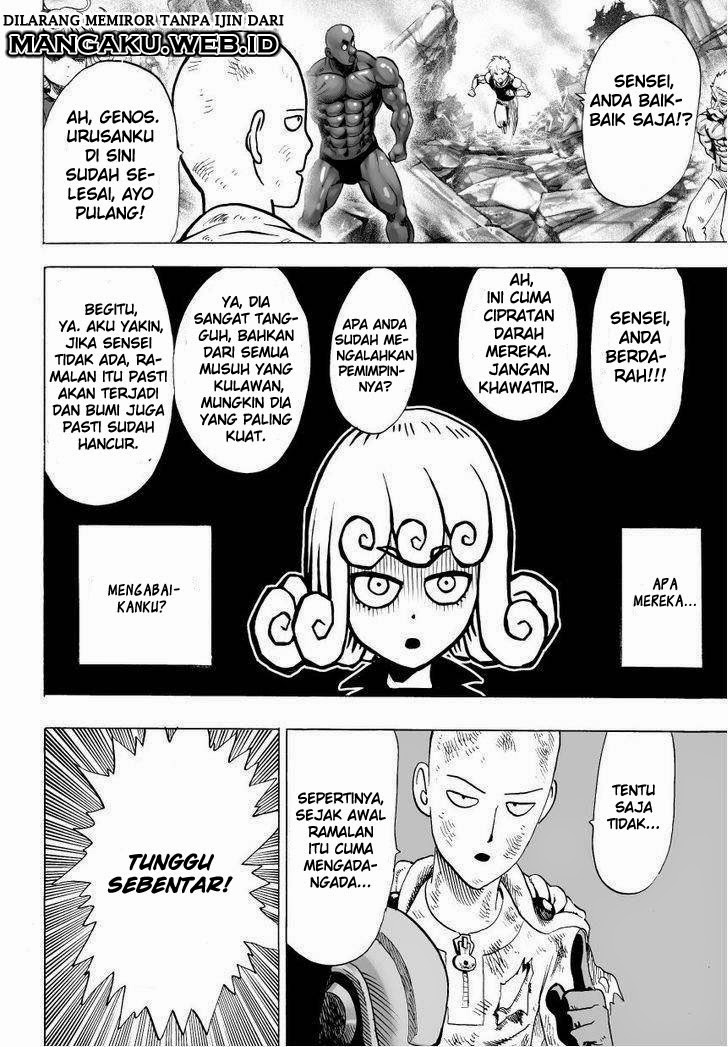 DILARANG MEMIROR TANPA IJIN DARI
MANGAKU.WEB.ID
SENSEI,
ANDA BAIK-
BAIK SAJA!?
AH, GENOS.
URUSANKU
DI SINI
SUDAH SE-
LESAI, AYO
PULANG!
SENSEI,
ANDA
BERDA-
RAH!!!
AH,
INI CUMA
CIPRATAN
DARAH
MEREKA.
JANGAN
KHAWATIR.
APA ANDA
SUDAH ME-
NGALAHKAN
PEMIMPIN-
NYA?
YA, DIA
SANGAT TANG-
GUH, BAHKAN
DARI SEMUA
MUSUH YANG
KULAWAN,
MUNGKIN DIA
YANG PALING
KUAT.
BEGITU,
YA. AKU YAKIN,
JIKA SENSEI
TIDAK ADA, RA-
MALAN ITU PASTI
AKAN TERJADI
DAN BUMI JUGA
PASTI SUDAH
HANCUR.
APA
MEREKA...
MENGABAI-
KANKU?
TENTU
SAJA
TIDAK...
SEPERTINYA,
SEJAK AWAL
RAMALAN
ITU CUMA
MENGADA-
NGADA...
TUNGGU
SEBENTAR!